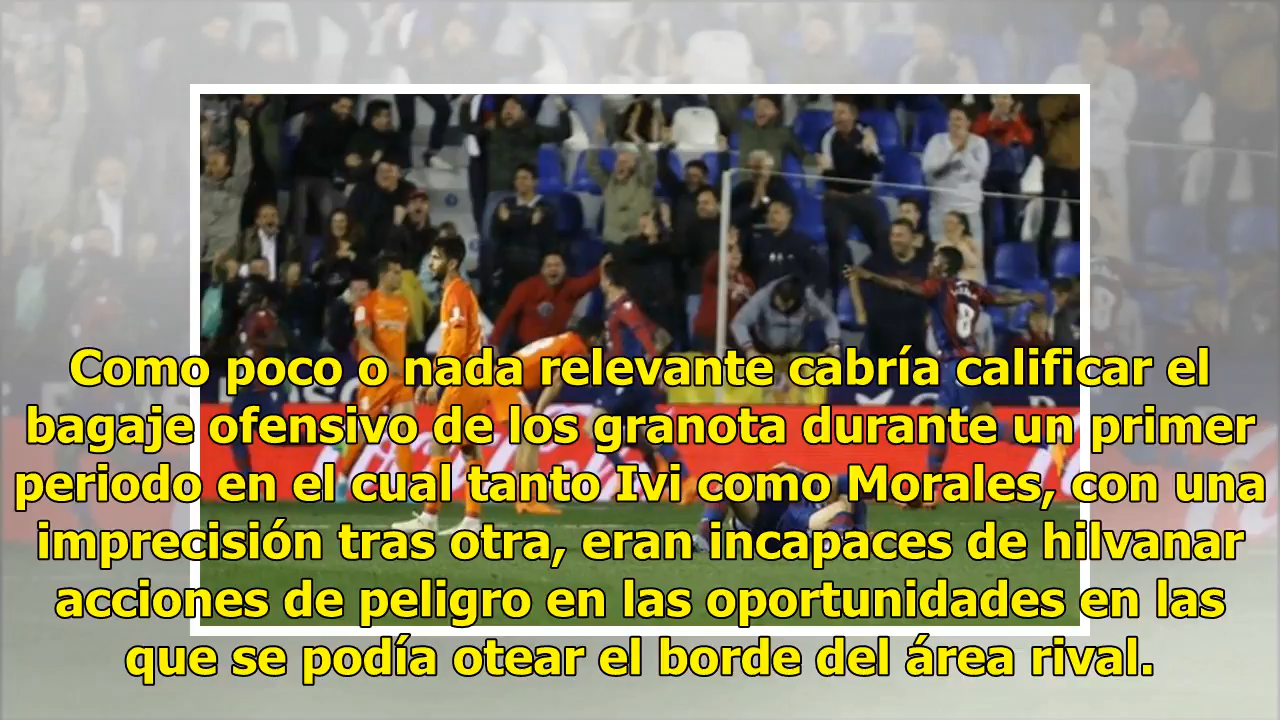 Como poco o nada relevante cabría calificar el
bagaje ofensivo de los granota durante un primer
periodo en el cual tanto Ivi como Morales, con una
imprecisión tras otra, eran incapaces de hilvanar
acciones de peligro en las oportunidades en las
que se podía otear el borde del área rival.
8